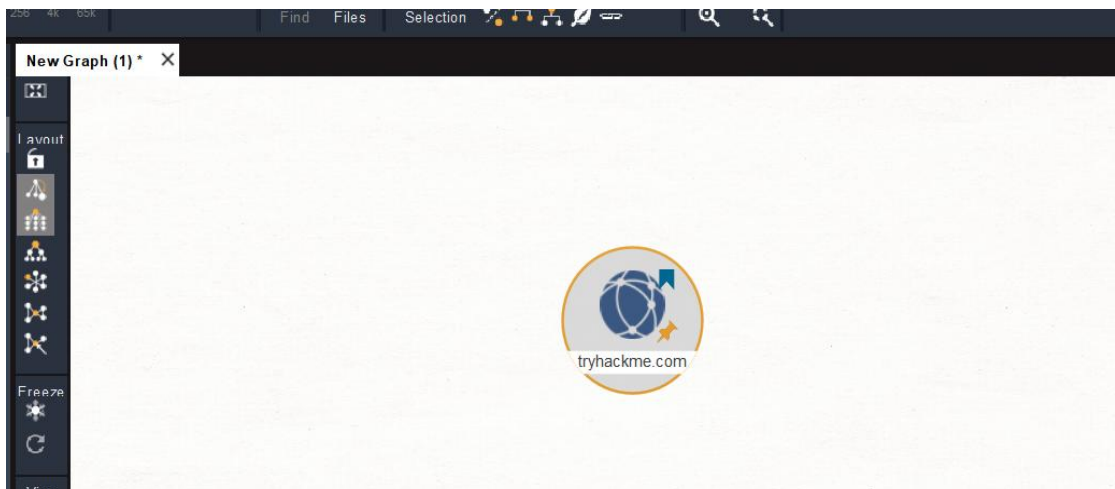 256 4k 65k
Find Files Selection
New Graph (1) *
Layout
tryhackme.com
Freeze